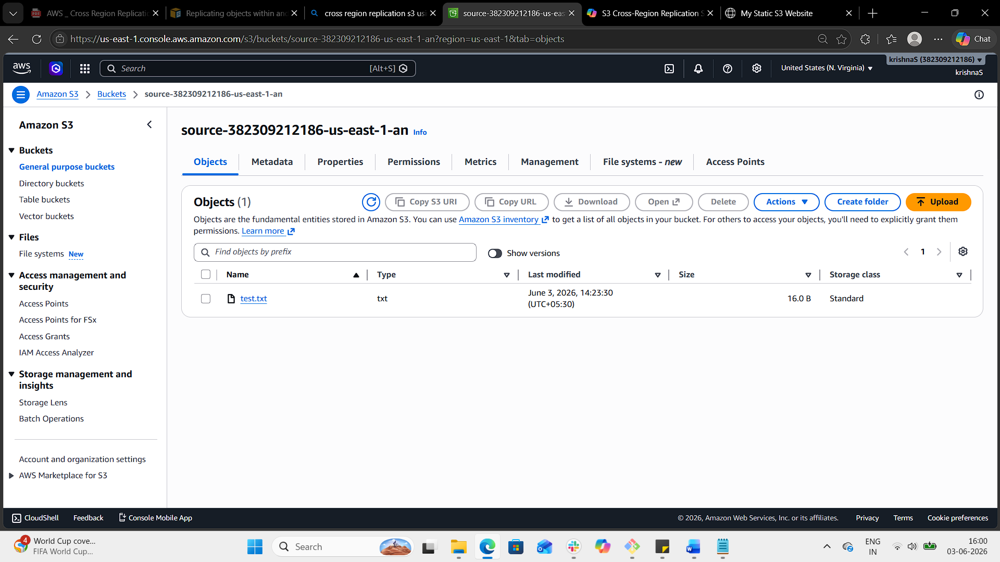 AWS _ Cross Region Replicati
Replicating objects within and
cross region replication s3 usi
source-382309212186-us-eas
S3 Cross-Region Replication S
My Static S3 Website
https://us-east-1.console.aws.amazon.com/s3/buckets/source-382309212186-us-east-1-an?region=us-east-1&tab=objects
Chat
aws
Search
[Alt+S]
United States (N. Virginia)
krishnaS (382309212186)
krishnaS
Amazon S3
Buckets
source-382309212186-us-east-1-an
Amazon S3
Buckets
General purpose buckets
Directory buckets
Table buckets
Vector buckets
Files
File systems New
Access management and
security
Access Points
Access Points for FSx
Access Grants
IAM Access Analyzer
Storage management and
insights
Storage Lens
Batch Operations
Account and organization settings
AWS Marketplace for S3
source-382309212186-us-east-1-an Info
Objects
Metadata
Properties
Permissions
Metrics
Management
File systems - new
Access Points
Objects (1)
Copy S3 URI
Copy URL
Download
Open
Delete
Actions
Create folder
Upload
Objects are the fundamental entities stored in Amazon S3. You can use Amazon S3 inventory to get a list of all objects in your bucket. For others to access your objects, you'll need to explicitly grant them
permissions. Learn more
Find objects by prefix
Show versions
1
Name
Type
Last modified
Size
Storage class
test.txt
txt
June 3, 2026, 14:23:30
(UTC+05:30)
16.0 B
Standard
CloudShell
Feedback
Console Mobile App
© 2026, Amazon Web Services, Inc. or its affiliates.
Privacy
Terms
Cookie preferences
4
World Cup cove...
FIFA World Cup...
Search
ENG
IN
16:00
03-06-2026